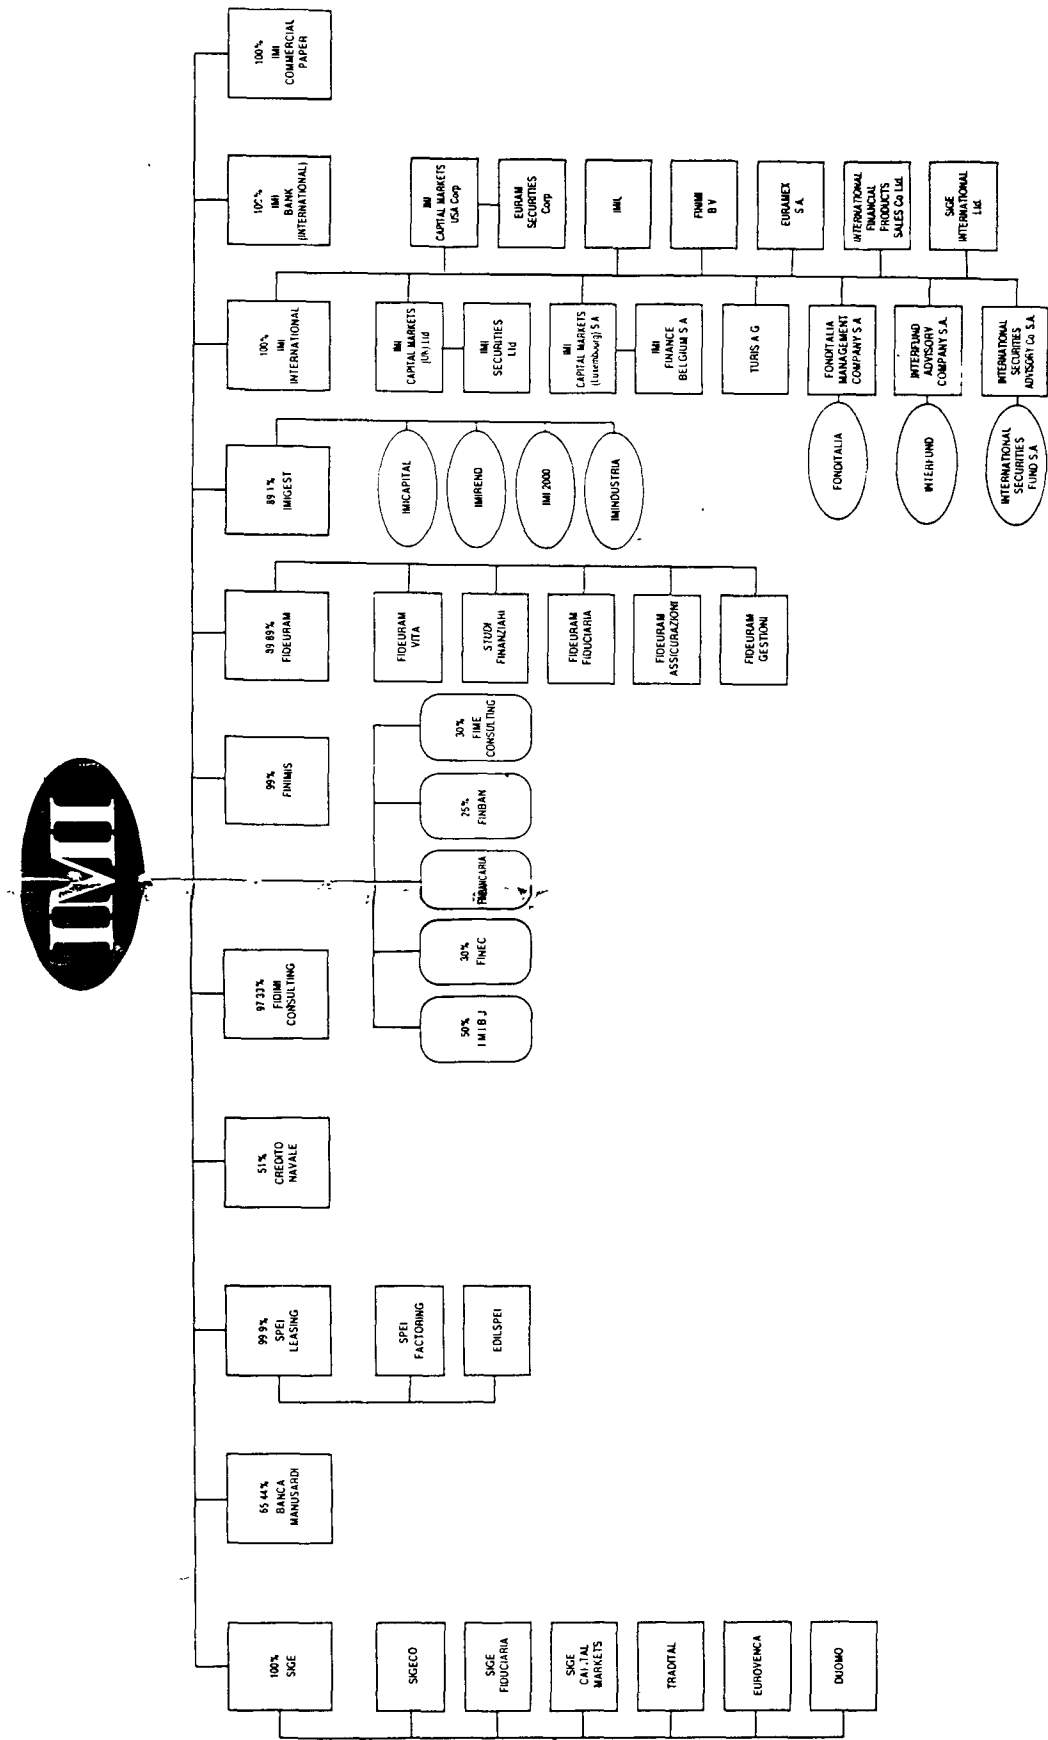 IMI
100%
SIGE
65 44%
BANCA
MANUSARDI
99 9%
SPEI
LEASING
51%
CREDITO
NAVALE
97 33%
FIDIMI
CONSULTING
99%
FINIMIS
89 89%
FIDEURAM
89 1%
IMIGEST
100%
IMI
INTERNATIONAL
100%
IMI
BANK
(INTERNATIONAL)
100%
IMI
COMMERCIAL
PAPER
SIGECO
SIGE
FIDUCIARIA
SIGE
CAPITAL
MARKETS
TRADITAL
EUROVENCA
DUOMO
SPEI
FACTORING
EDILSPEI
50%
I M I B J
30%
FINEC
25%
FINBAN
30%
FIME
CONSULTING
FIDEURAM
VITA
STUDI
FINANZIARI
FIDEURAM
FIDUCIARIA
FIDEURAM
ASSICURAZIONI
FIDEURAM
GESTIONI
IMICAPITAL
IMIREND
IMI 2000
IMINDUSTRIA
IMI
CAPITAL MARKETS
(UK) Ltd
IMI
SECURITIES
Ltd
IMI
CAPITAL MARKETS
(Luxembourg) S A
IMI
FINANCE
BELGIUM S A
TURIS A G
FONDITALIA
MANAGEMENT
COMPANY S A
INTERFUND
ADVISORY
COMPANY S.A.
INTERNATIONAL
SECURITIES
ADVISORY Co S.A.
FONDITALIA
INTERFUND
INTERNATIONAL
SECURITIES
FUND S.A
IMI
CAPITAL MARKETS
USA Corp
EURAM
SECURITIES
Corp
IMIL
FINIMI
B V
EURAMEX
S A.
INTERNATIONAL
FINANCIAL
PRODUCTS
SALES Co Ltd.
SIGE
INTERNATIONAL
Ltd.